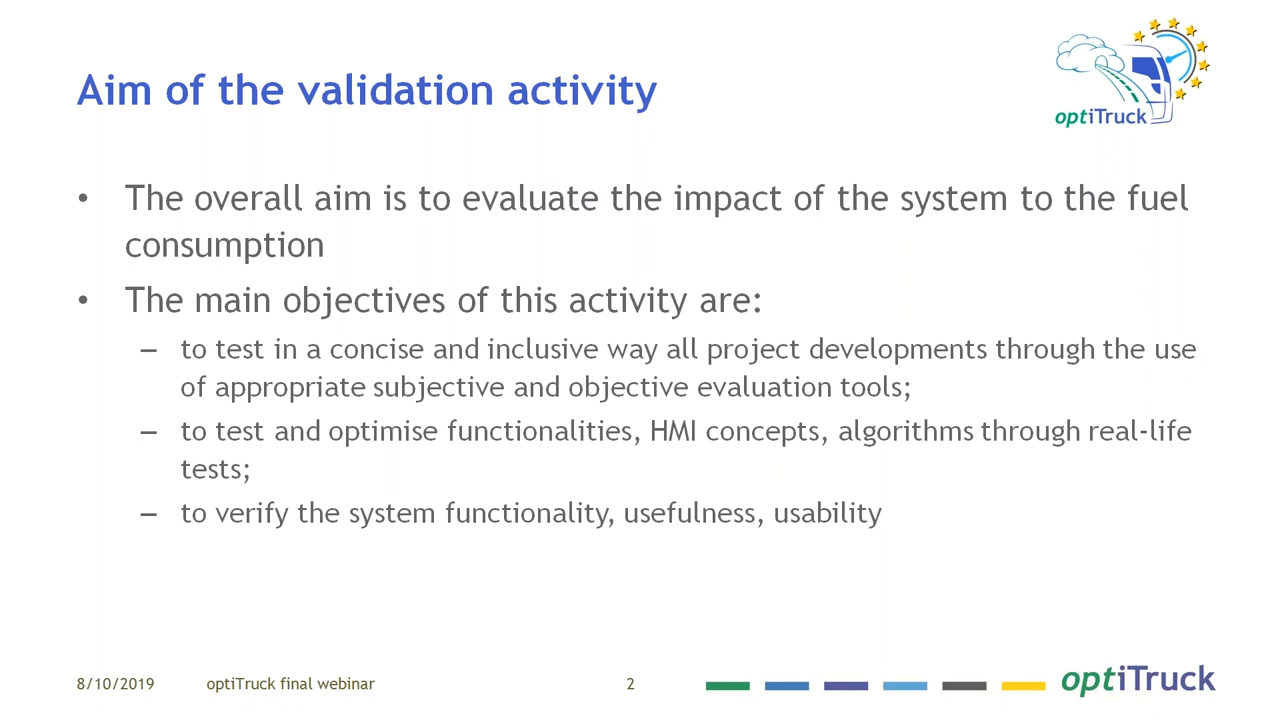 optiTruck
Aim of the validation activity
• The overall aim is to evaluate the impact of the system to the fuel
consumption
• The main objectives of this activity are:
– to test in a concise and inclusive way all project developments through the use
of appropriate subjective and objective evaluation tools;
– to test and optimise functionalities, HMI concepts, algorithms through real-life
tests;
– to verify the system functionality, usefulness, usability
8/10/2019 optiTruck final webinar 2 optiTruck